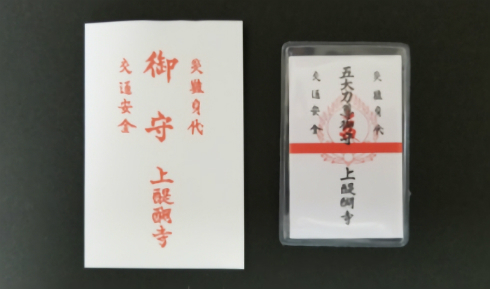 災難身代
御守 上醍醐寺
交通安全
災難身代
五大力尊御守 上醍醐寺
交通安全